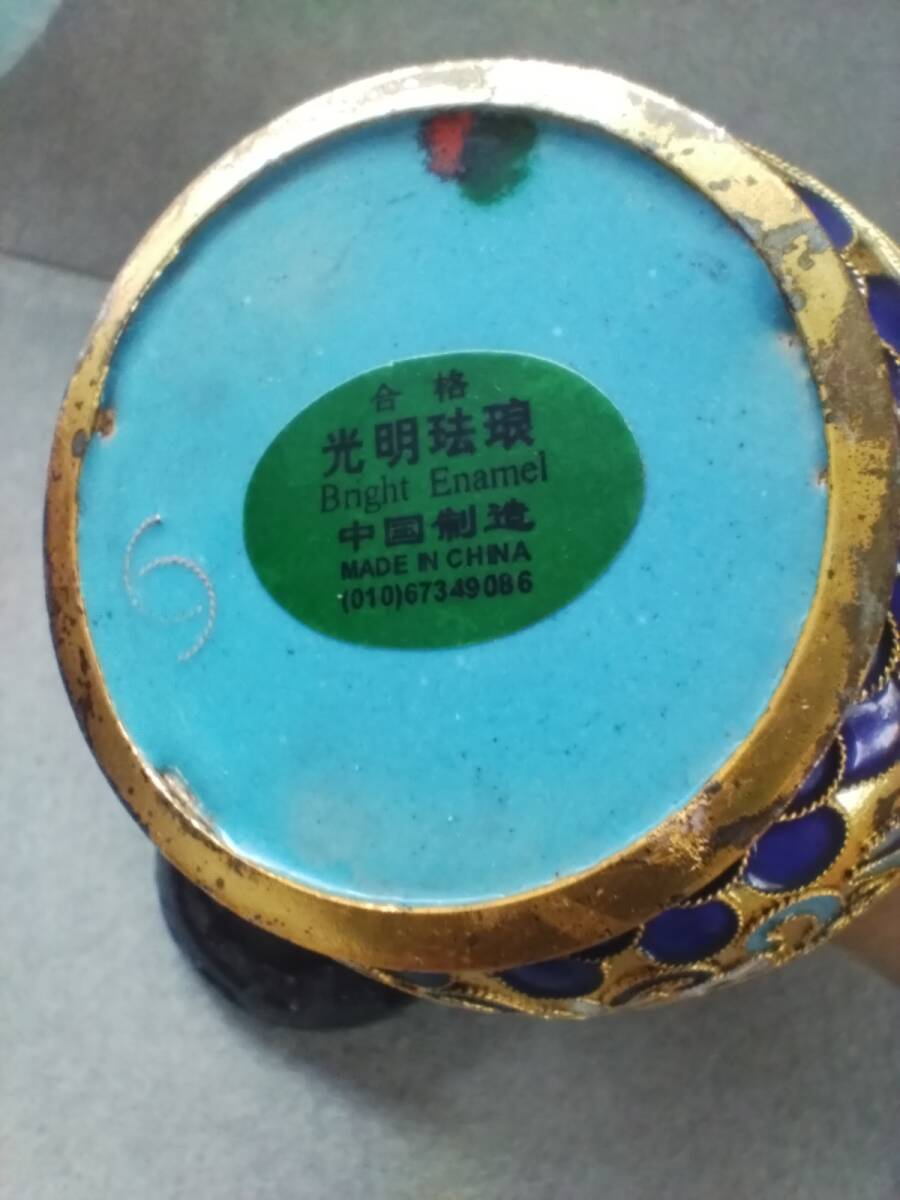 合格
光明珐琅
Bright Enamel
中国制造
MADE IN CHINA
(010)67349086